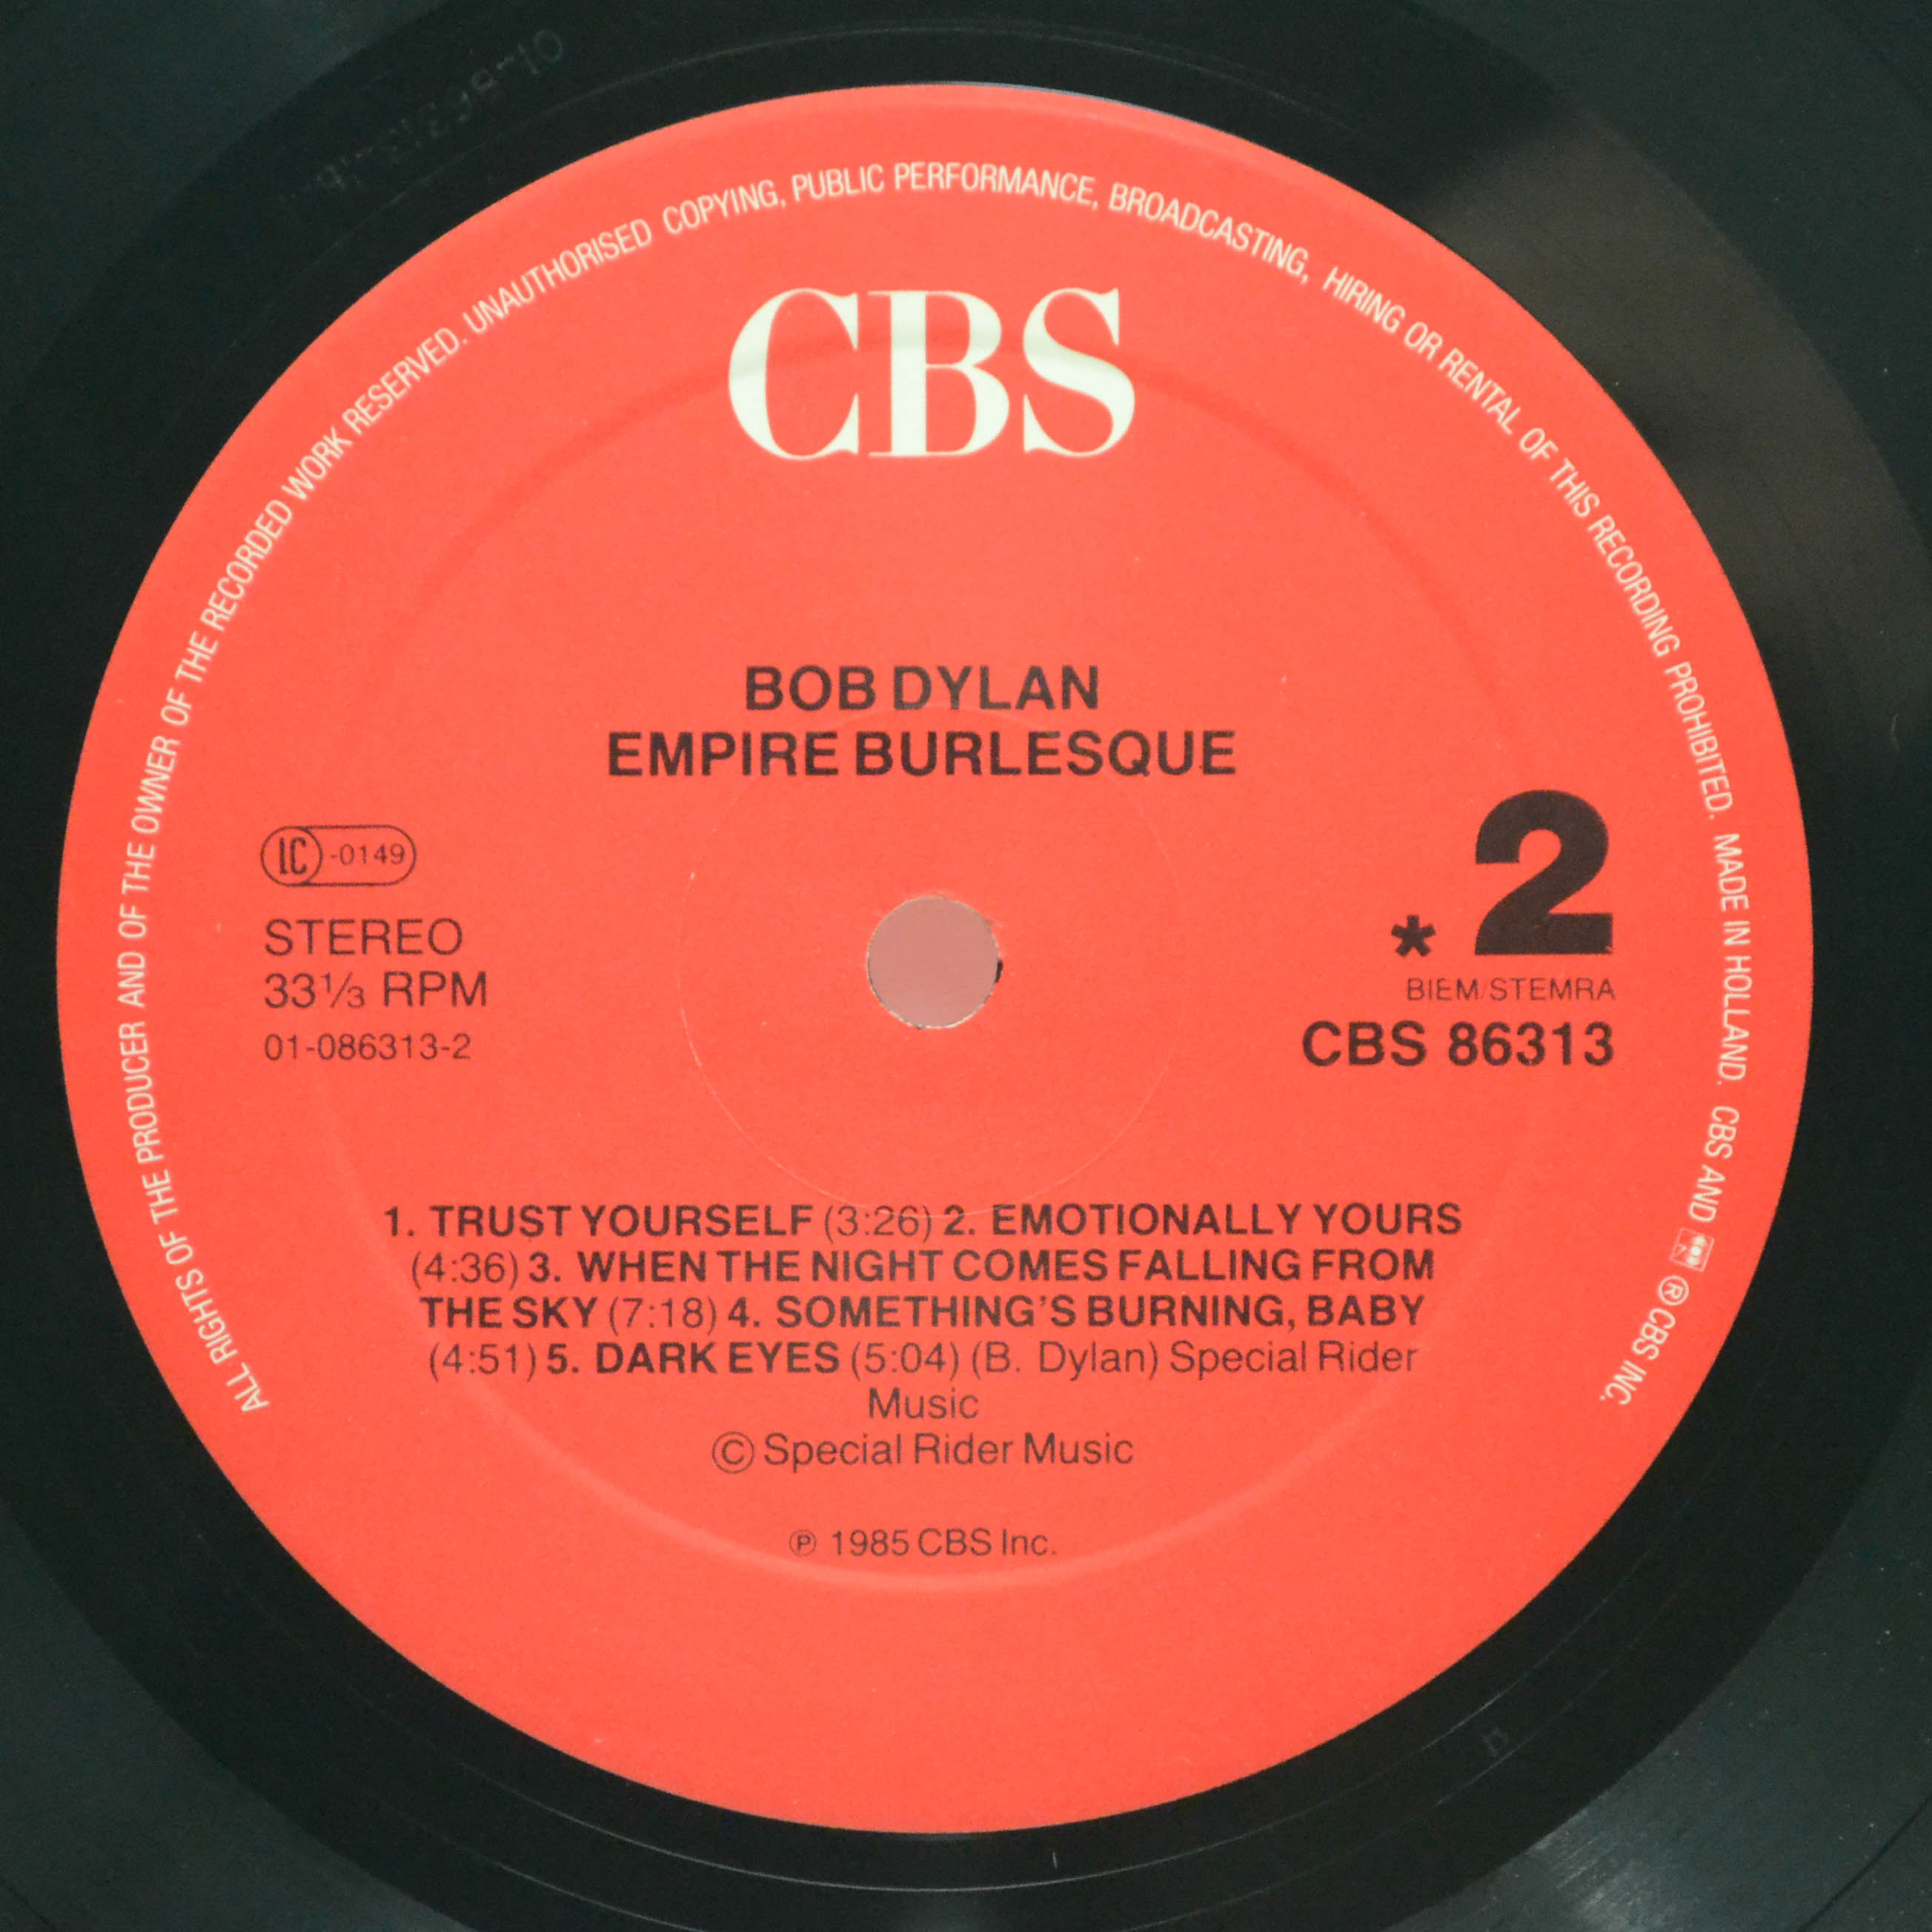 ALL RIGHTS OF THE PRODUCER AND OF THE OWNER OF THE RECORDED WORK RESERVED. UNAUTHORISED COPYING, PUBLIC PERFORMANCE, BROADCASTING, HIRING OR RENTAL OF THIS RECORDING PROHIBITED. MADE IN HOLLAND. CBS AND ® CBS INC.
CBS
BOB DYLAN
EMPIRE BURLESQUE
LC -0149
STEREO
33⅓ RPM
01-086313-2
* 2
BIEM/STEMRA
CBS 86313
1. TRUST YOURSELF (3:26) 2. EMOTIONALLY YOURS
(4:36) 3. WHEN THE NIGHT COMES FALLING FROM
THE SKY (7:18) 4. SOMETHING'S BURNING, BABY
(4:51) 5. DARK EYES (5:04) (B. Dylan) Special Rider
Music
© Special Rider Music
℗ 1985 CBS Inc.